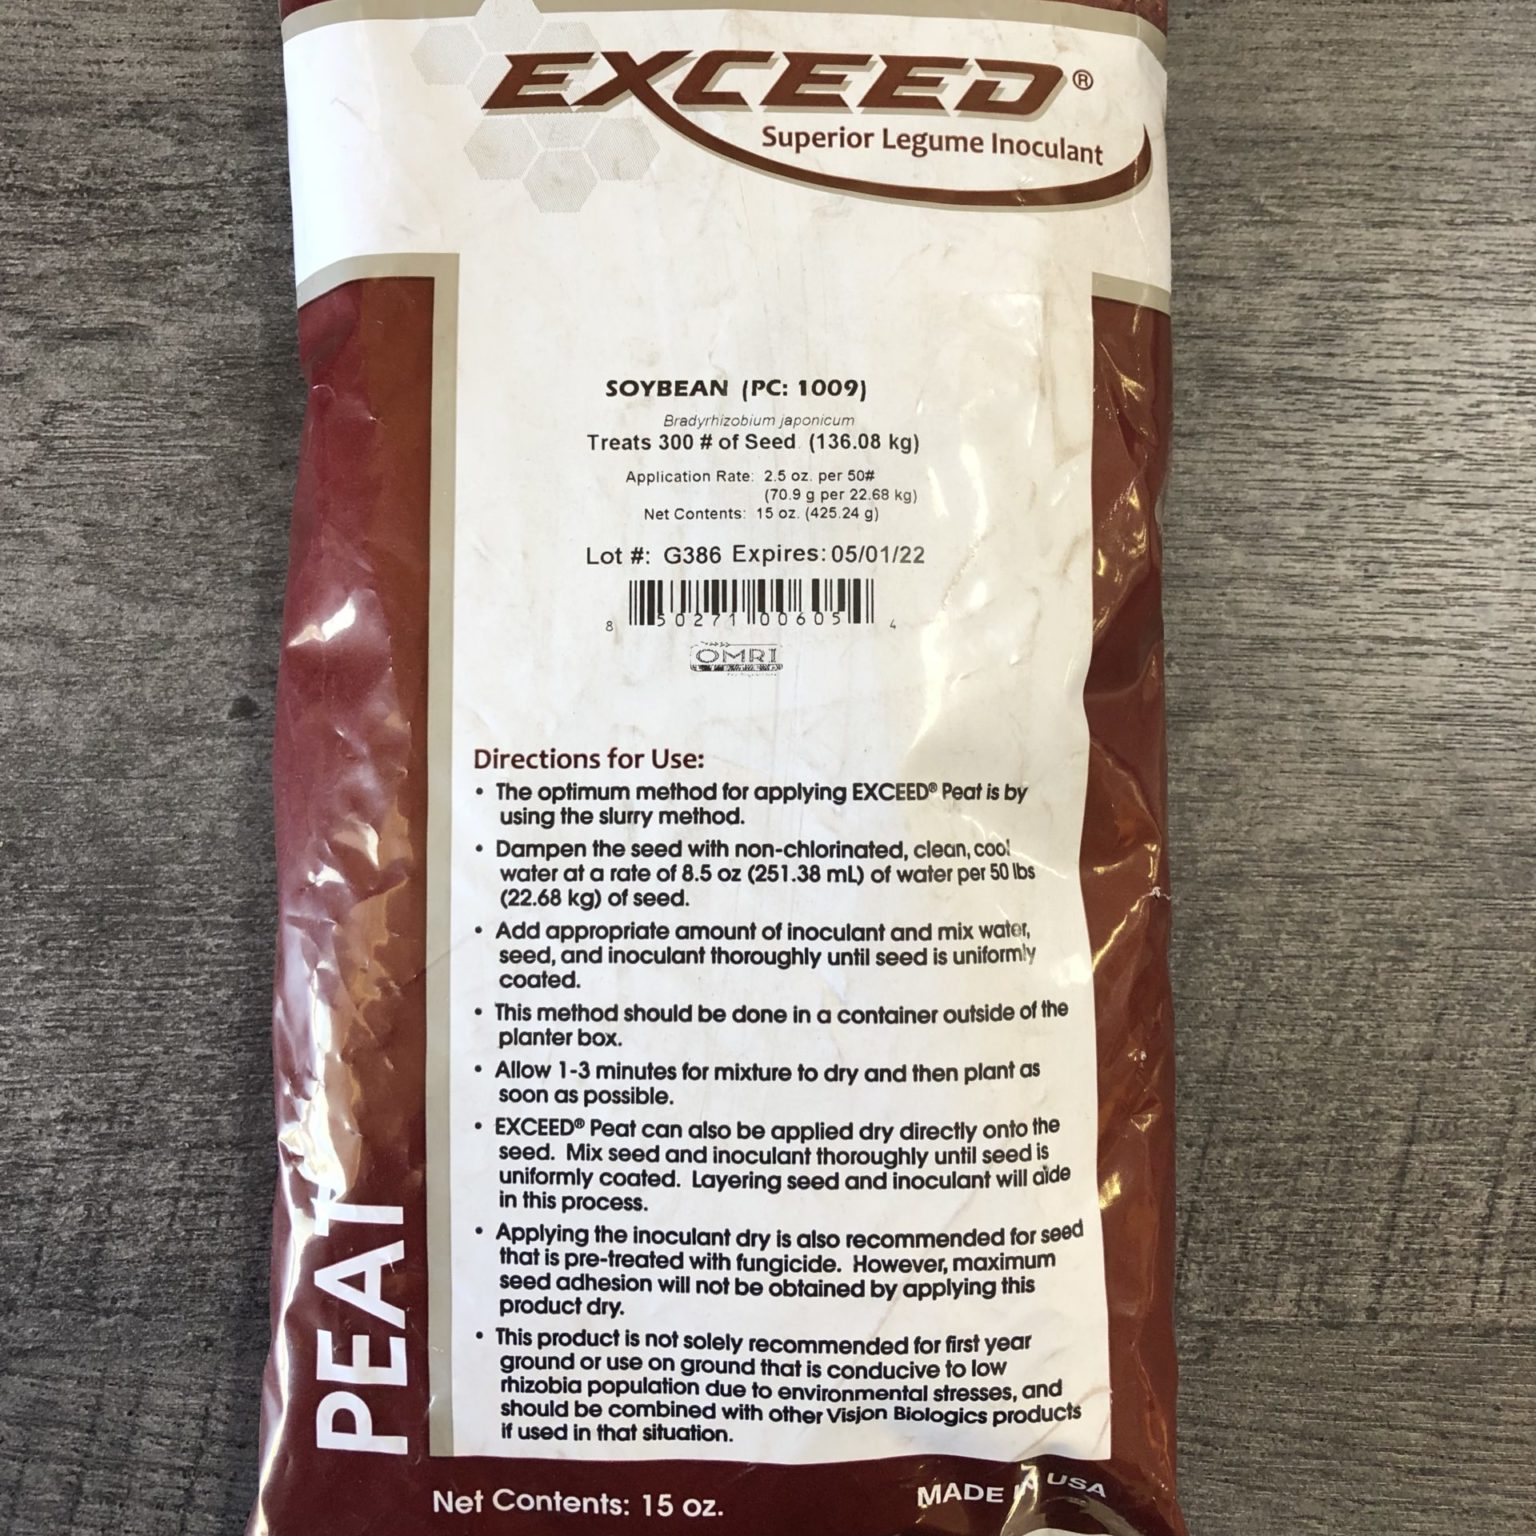 EXCEED®
Superior Legume Inoculant
SOYBEAN (PC: 1009)
Bradyrhizobium japonicum
Treats 300 # of Seed (136.08 kg)
Application Rate: 2.5 oz. per 50#
(70.9 g per 22.68 kg)
Net Contents: 15 oz. (425.24 g)
Lot #: G386 Expires: 05/01/22
8 50271 00605 4
OMRI
Directions for Use:
• The optimum method for applying EXCEED® Peat is by
using the slurry method.
• Dampen the seed with non-chlorinated, clean, cool
water at a rate of 8.5 oz (251.38 mL) of water per 50 lbs
(22.68 kg) of seed.
• Add appropriate amount of inoculant and mix water,
seed, and inoculant thoroughly until seed is uniformly
coated.
• This method should be done in a container outside of the
planter box.
• Allow 1-3 minutes for mixture to dry and then plant as
soon as possible.
• EXCEED® Peat can also be applied dry directly onto the
seed. Mix seed and inoculant thoroughly until seed is
uniformly coated. Layering seed and inoculant will aide
in this process.
• Applying the inoculant dry is also recommended for seed
that is pre-treated with fungicide. However, maximum
seed adhesion will not be obtained by applying this
product dry.
• This product is not solely recommended for first year
ground or use on ground that is conducive to low
rhizobia population due to environmental stresses, and
should be combined with other Visjon Biologics products
if used in that situation.
PEAT
Net Contents: 15 oz.
MADE IN USA